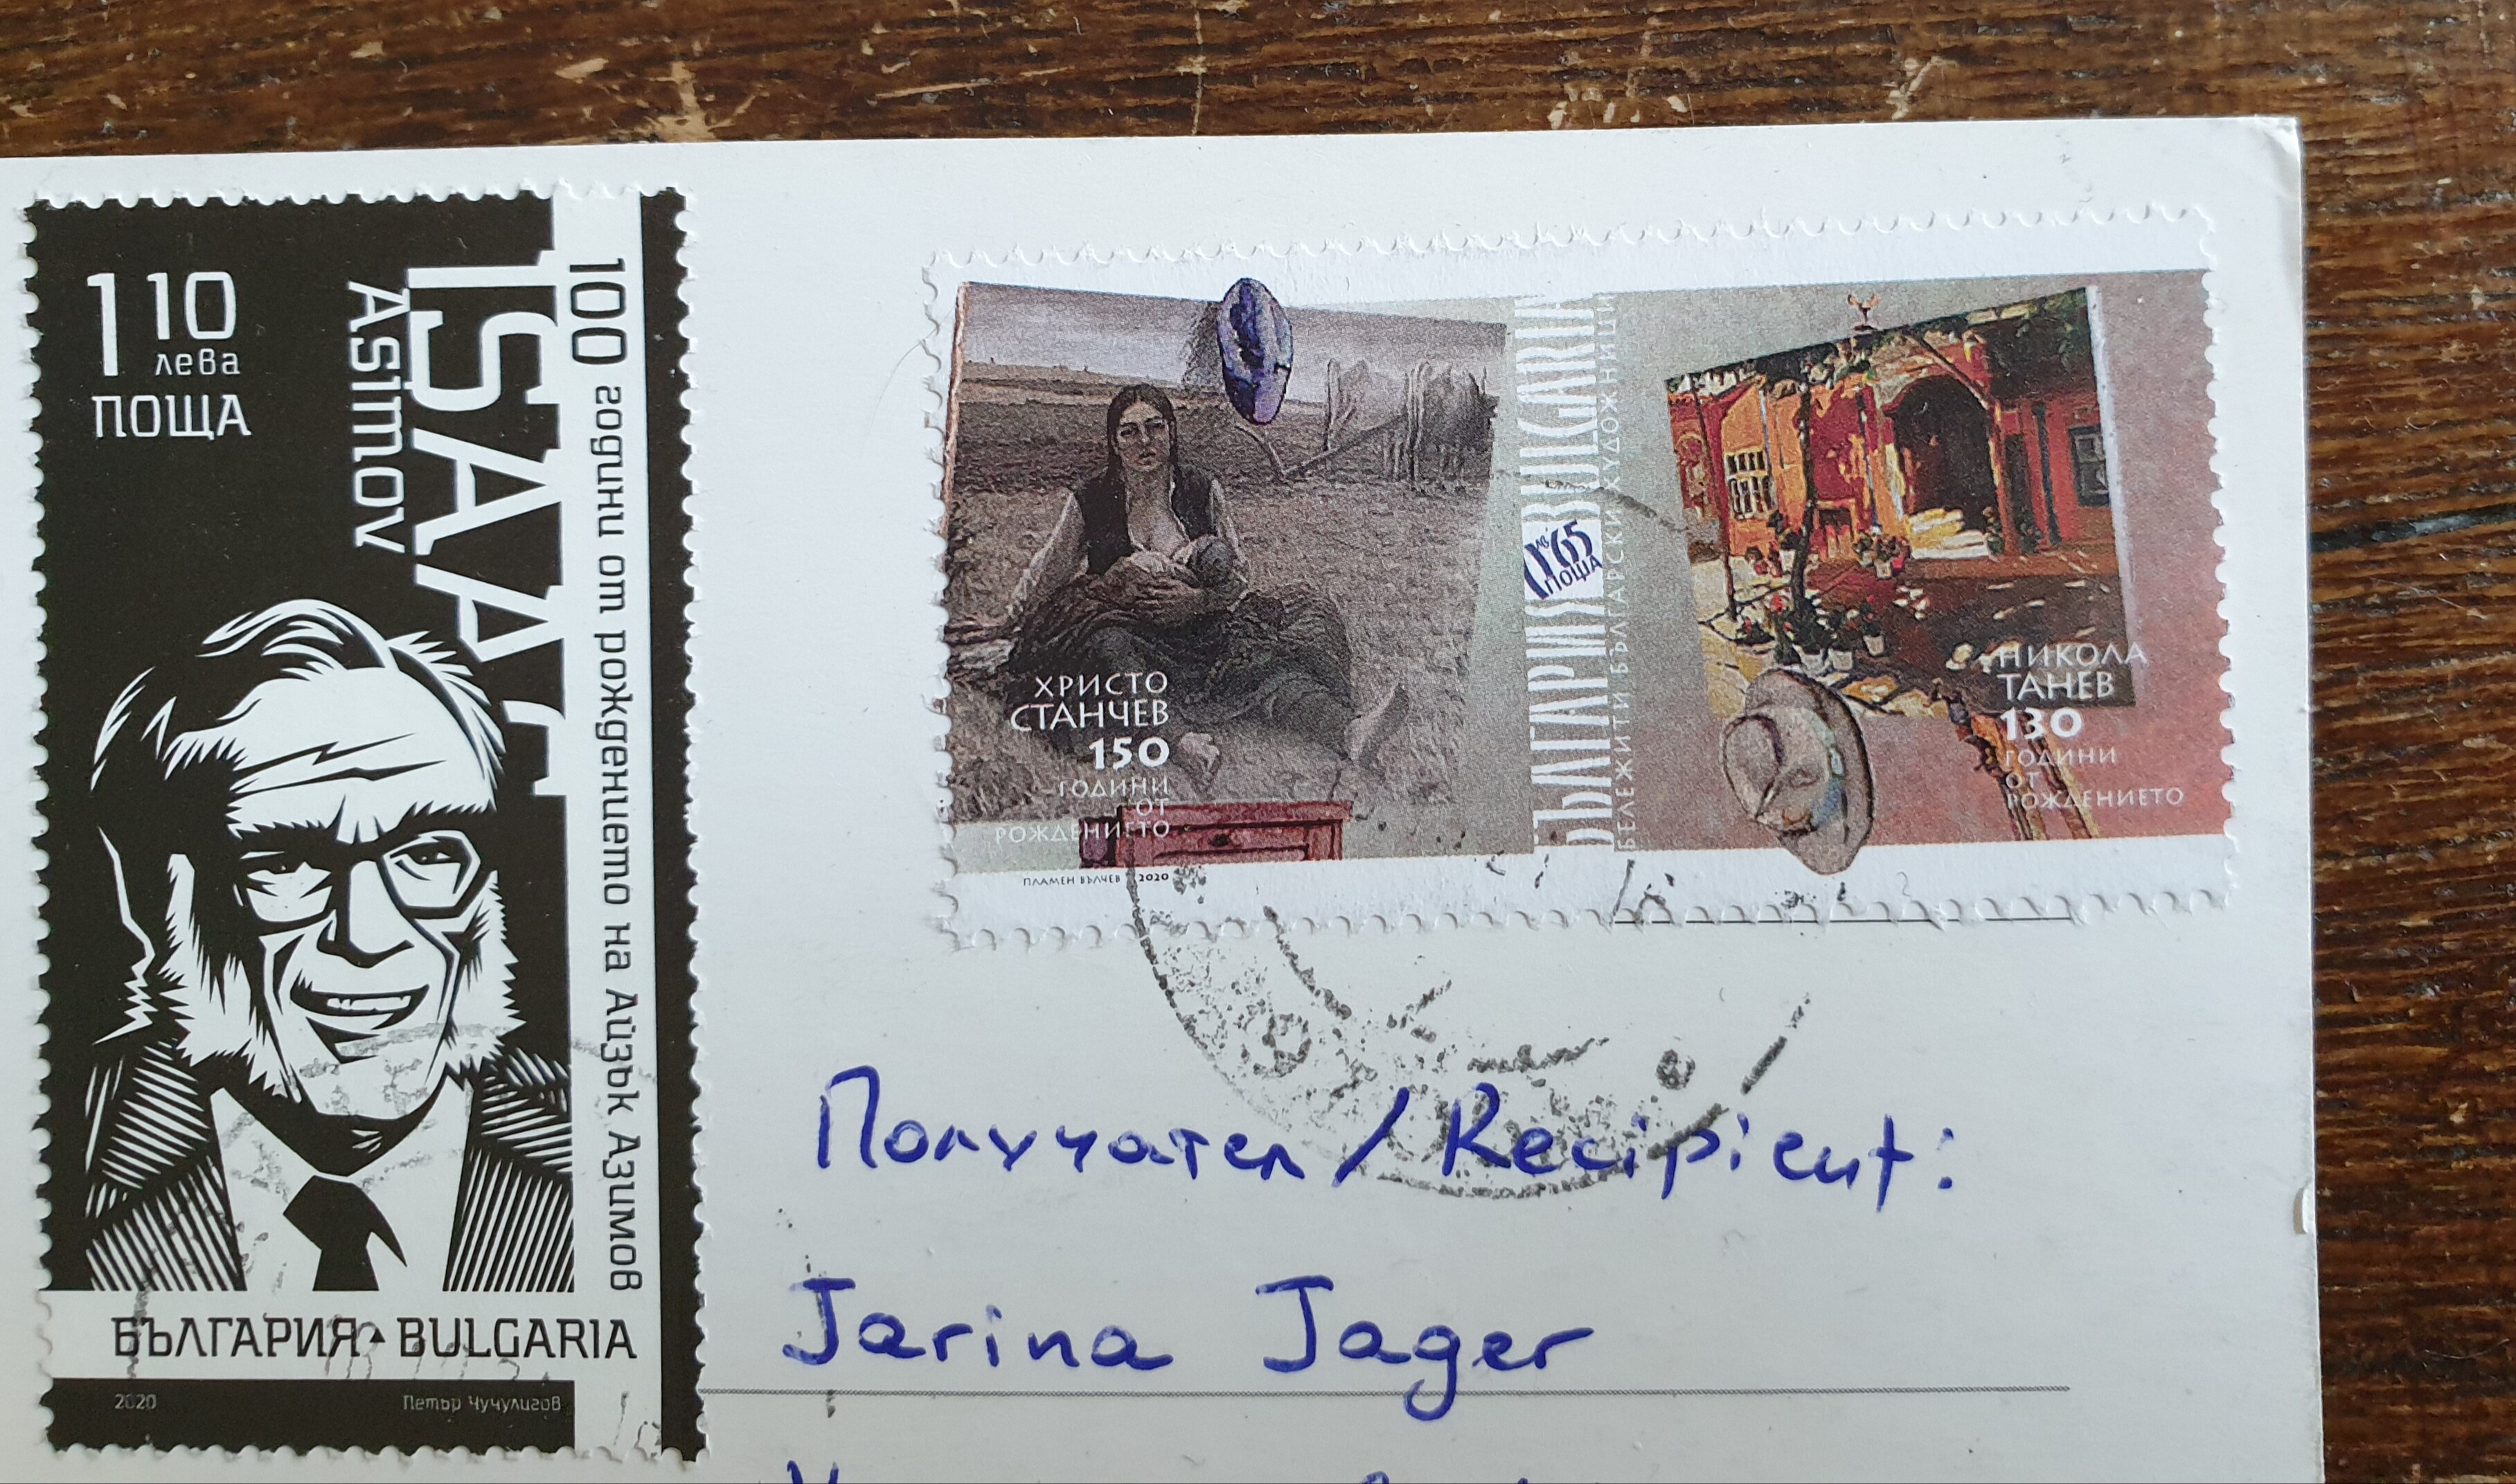 1 10
лева
ПОЩА
ISAAC
ASIMOV
100 години от рождението на Айзък Азимов
БЪЛГАРИЯ BULGARIA
2020 Петър Чучулигов
ХРИСТО
СТАНЧЕВ
150
ГОДИНИ
ОТ
РОЖДЕНИЕТО
ПЛАМЕН ВЪЛЧЕВ 2020
БЪЛГАРИЯ BULGARIA
0лв 65
ПОЩА
БЕЛЕЖИТИ БЪЛГАРСКИ ХУДОЖНИЦИ
НИКОЛА
ТАНЕВ
130
ГОДИНИ
ОТ
РОЖДЕНИЕТО
Получател / Recipient:
Jarina Jager